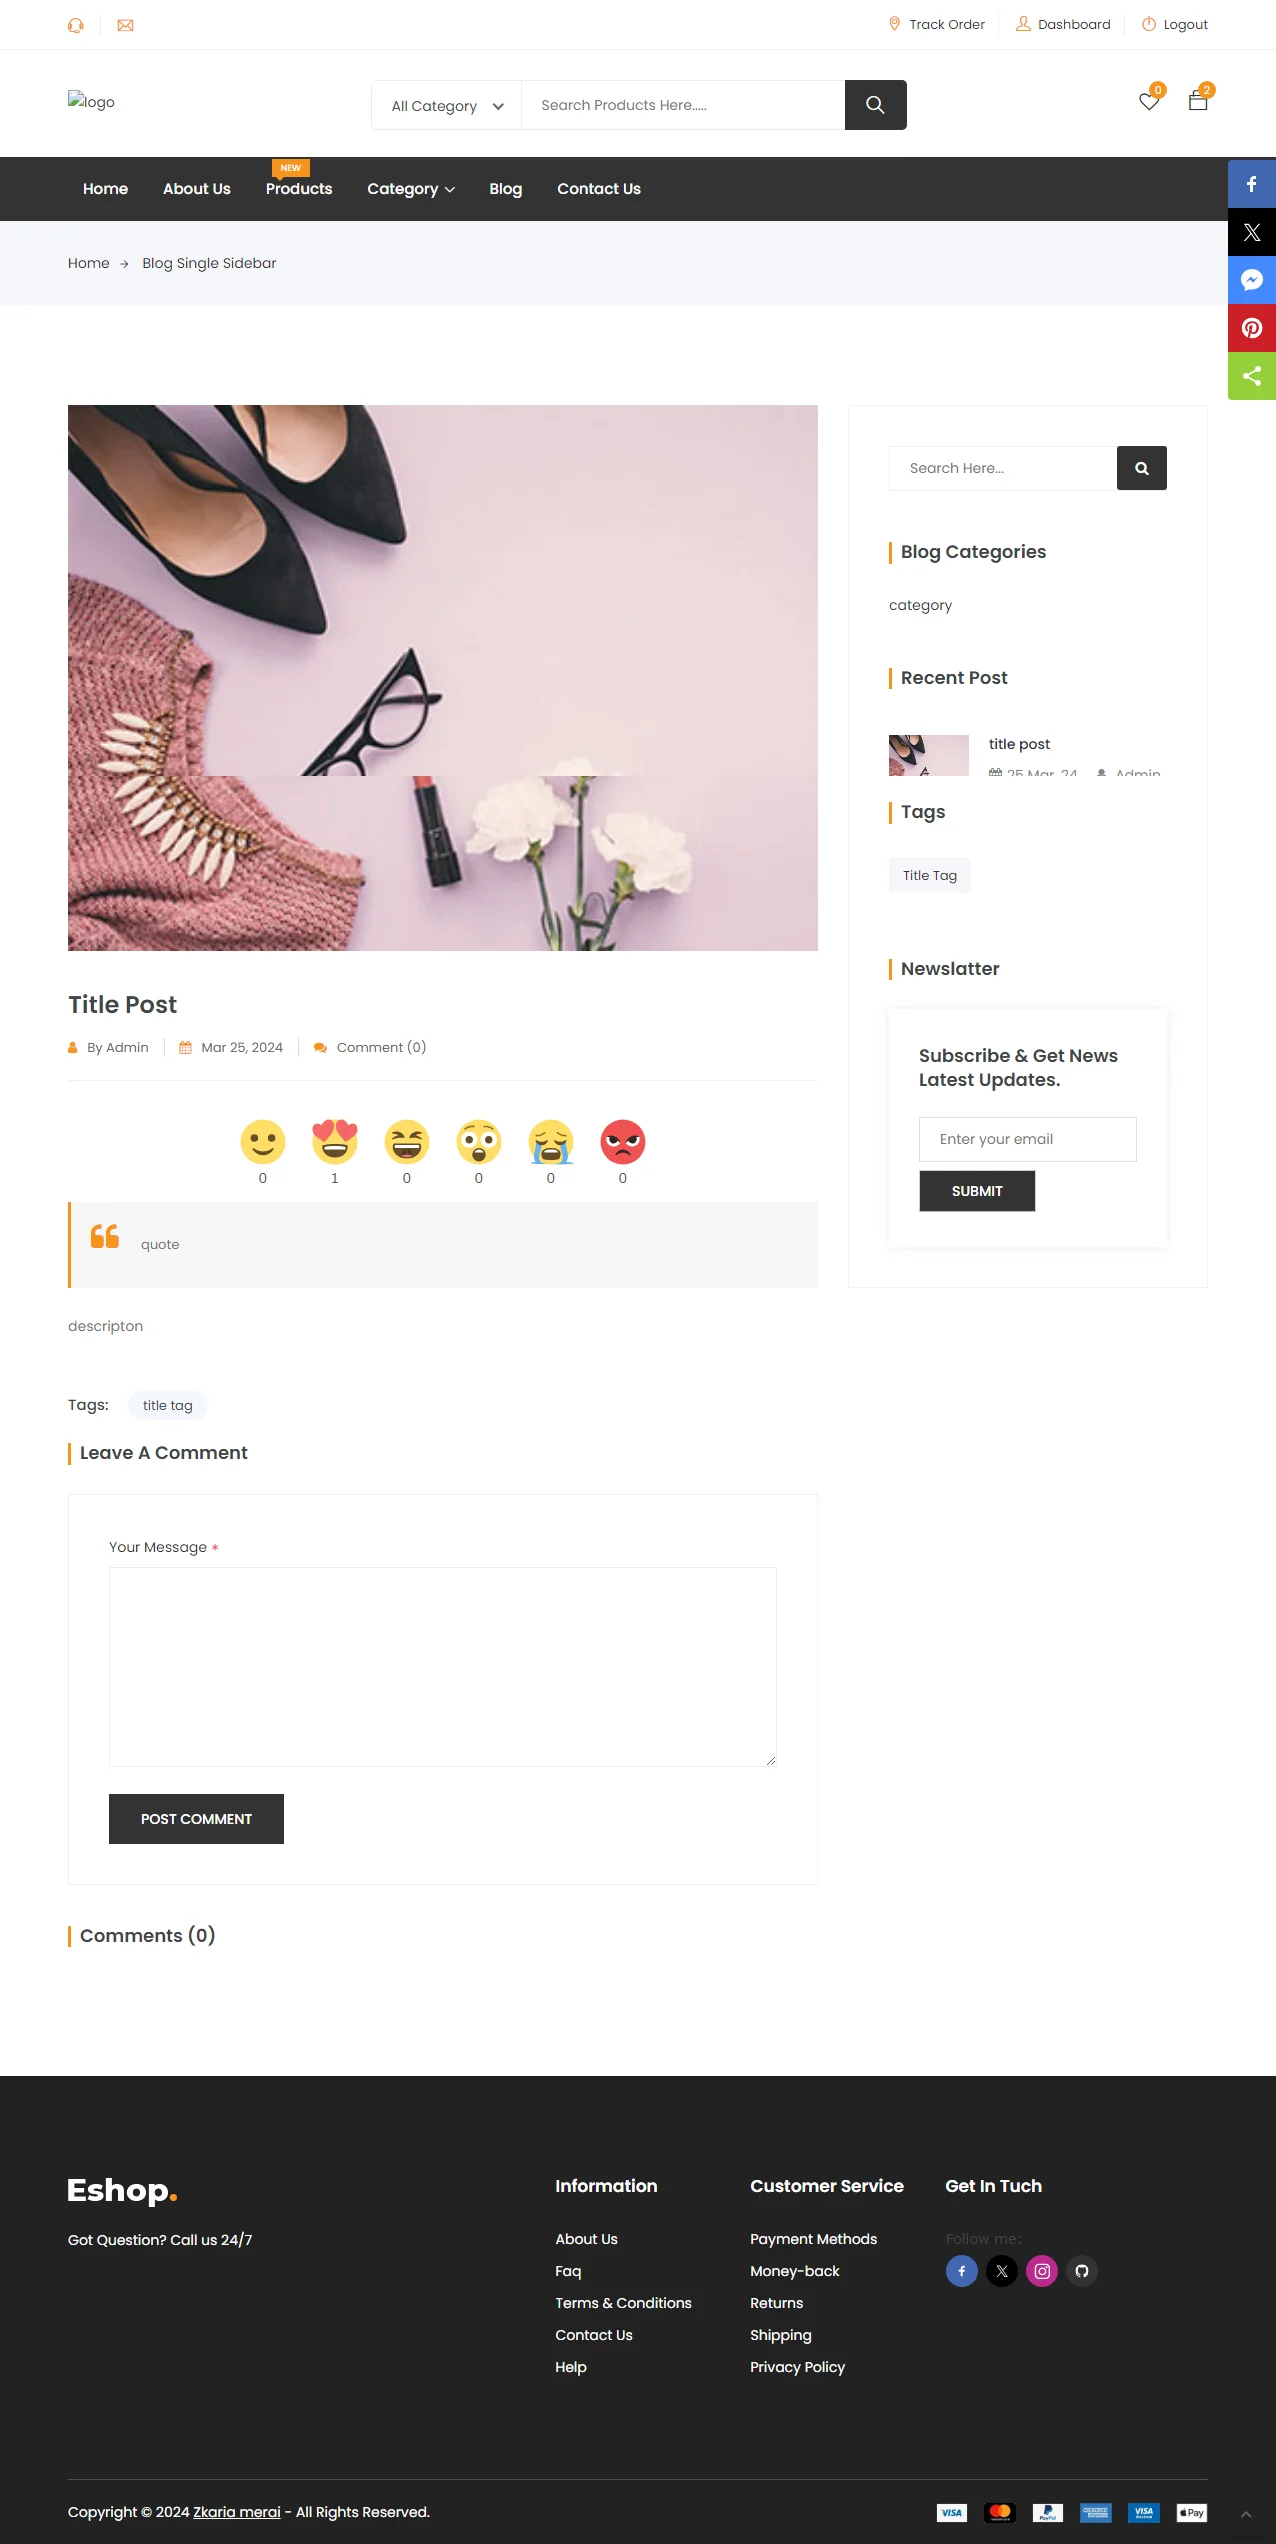 Track Order
Dashboard
Logout
logo
All Category
Search Products Here.....
0
2
NEW
Home
About Us
Products
Category
Blog
Contact Us
Home
Blog Single Sidebar
Search Here...
Blog Categories
category
Recent Post
title post
25 Mar, 24
Admin
Tags
Title Tag
Newslatter
Subscribe & Get News
Latest Updates.
Enter your email
SUBMIT
Title Post
By Admin
Mar 25, 2024
Comment (0)
0
1
0
0
0
0
quote
descripton
Tags:
title tag
Leave A Comment
Your Message *
POST COMMENT
Comments (0)
Eshop.
Got Question? Call us 24/7
Information
About Us
Faq
Terms & Conditions
Contact Us
Help
Customer Service
Payment Methods
Money-back
Returns
Shipping
Privacy Policy
Get In Tuch
Follow me:
Copyright © 2024 Zkaria merai - All Rights Reserved.
VISA
PayPal
VISA
Pay